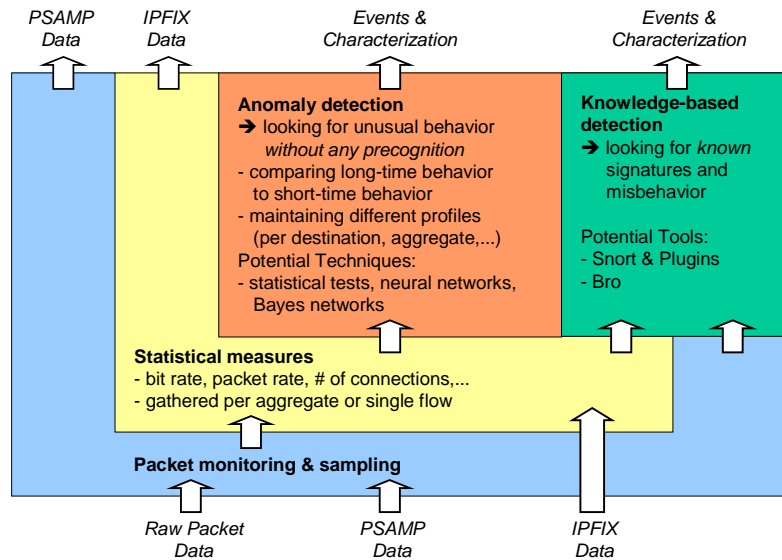 PSAMP
Data
IPFIX
Data
Events &
Characterization
Events &
Characterization
Anomaly detection
➔ looking for unusual behavior
without any precognition
- comparing long-time behavior
to short-time behavior
- maintaining different profiles
(per destination, aggregate,...)
Potential Techniques:
- statistical tests, neural networks,
Bayes networks
Knowledge-based
detection
➔ looking for known
signatures and
misbehavior
Potential Tools:
- Snort & Plugins
- Bro
Statistical measures
- bit rate, packet rate, # of connections,...
- gathered per aggregate or single flow
Packet monitoring & sampling
Raw Packet
Data
PSAMP
Data
IPFIX
Data